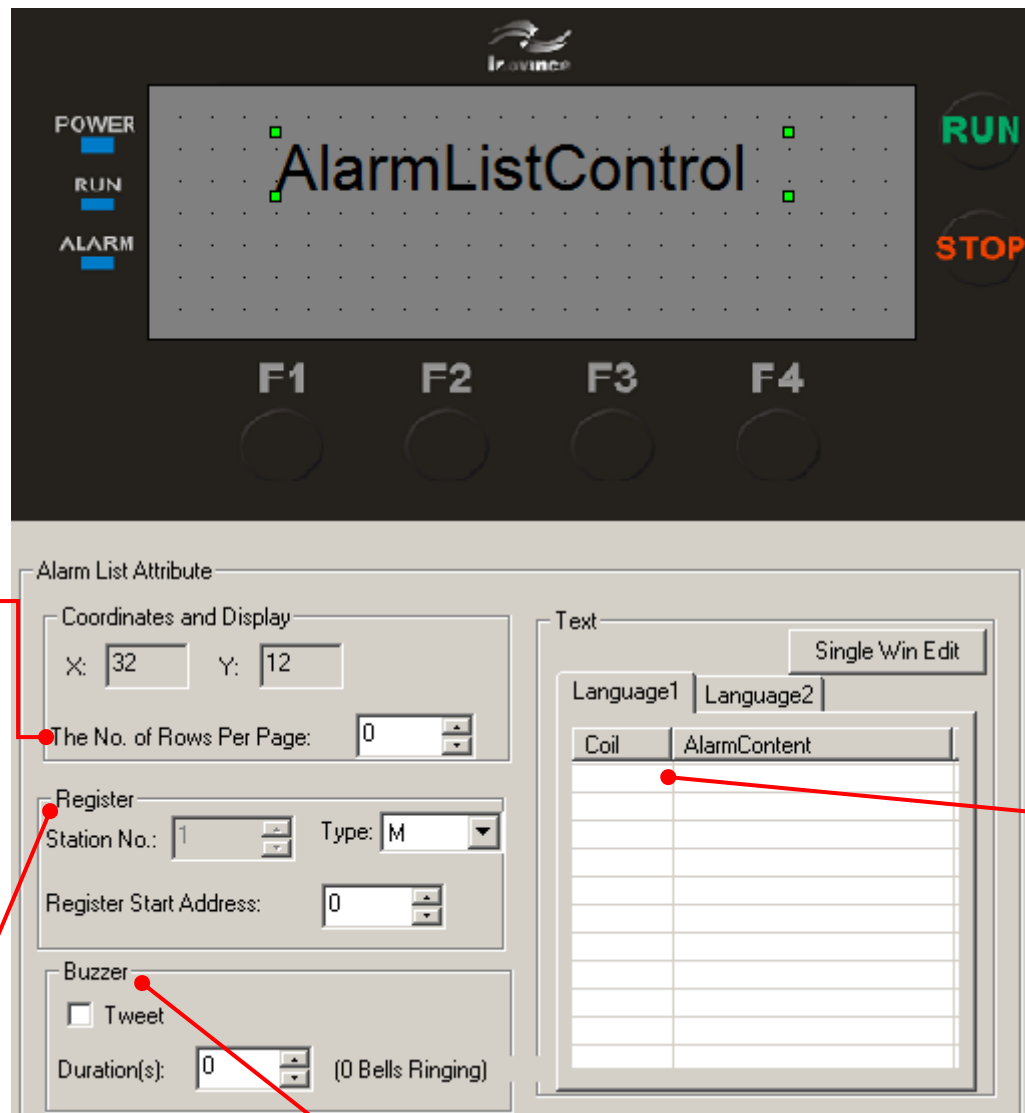 Inovance
POWER
RUN
ALARM
AlarmListControl
RUN
STOP
F1 F2 F3 F4
Alarm List Attribute
Coordinates and Display
X: 32 Y: 12
The No. of Rows Per Page: 0
Register
Station No.: 1 Type: M
Register Start Address: 0
Buzzer
Tweet
Duration(s): 0 (0 Bells Ringing)
Text
Single Win Edit
Language1 Language2
Coil AlarmContent